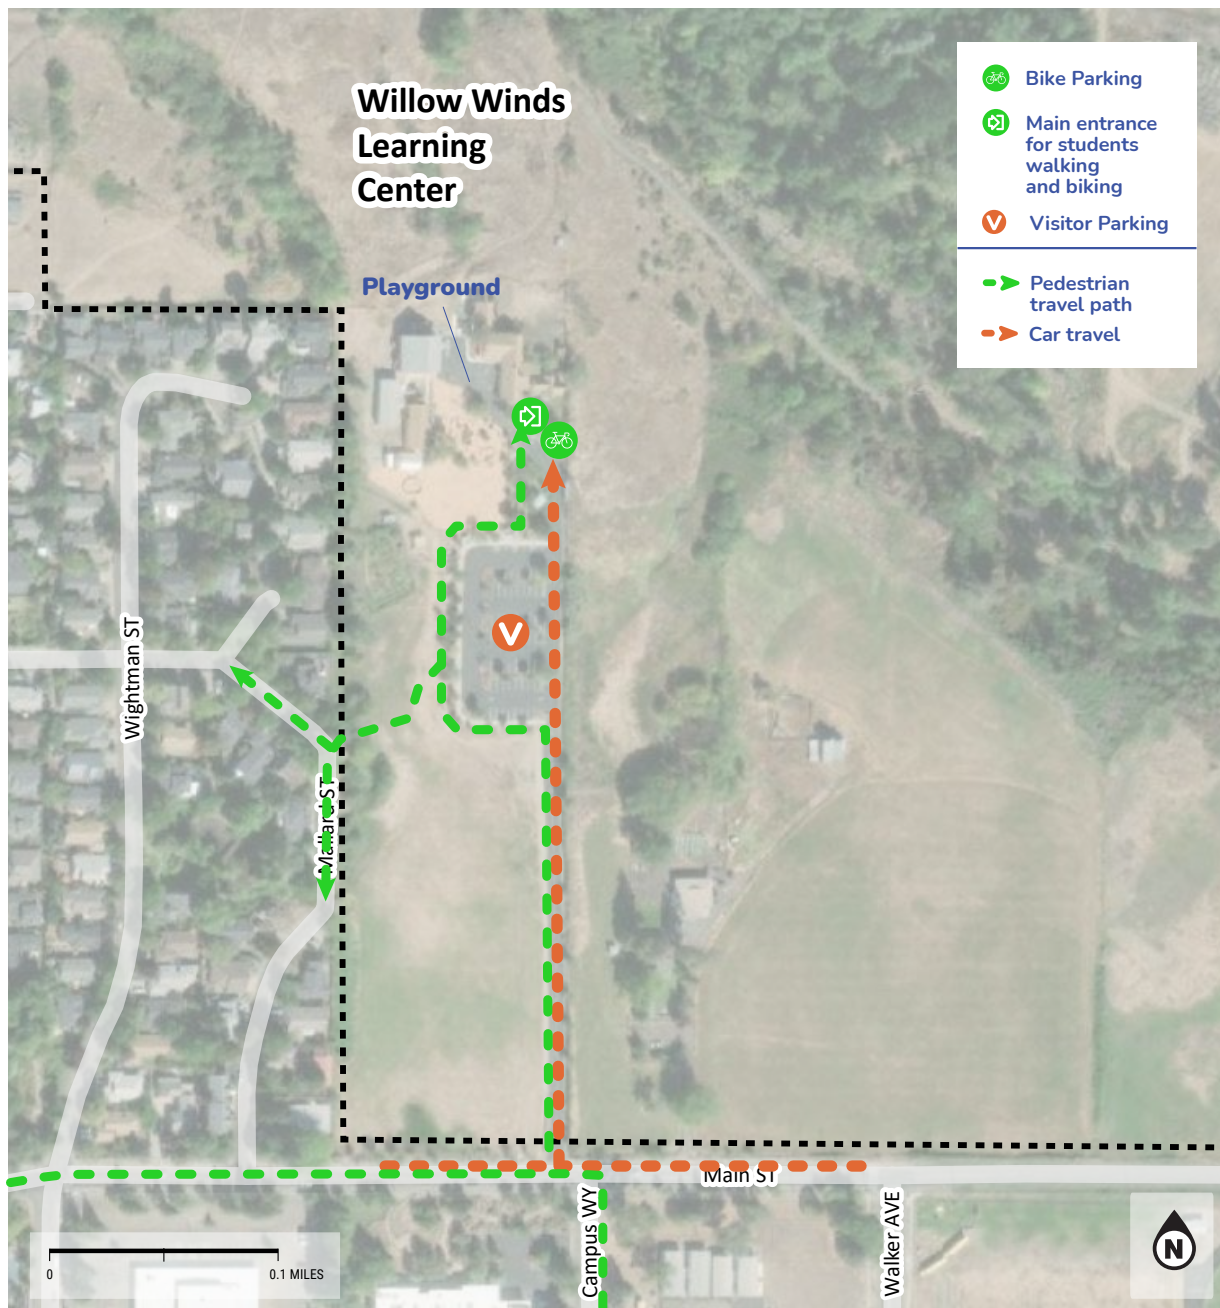 Willow Winds
Learning
Center
Playground
Bike Parking
Main entrance
for students
walking
and biking
V
Visitor Parking
Pedestrian
travel path
Car travel
V
Wightman ST
Mallard ST
Main ST
Campus WY
Walker AVE
0
0.1 MILES
N